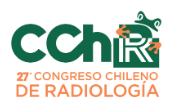 CChR
27° CONGRESO CHILENO
DE RADIOLOGÍA